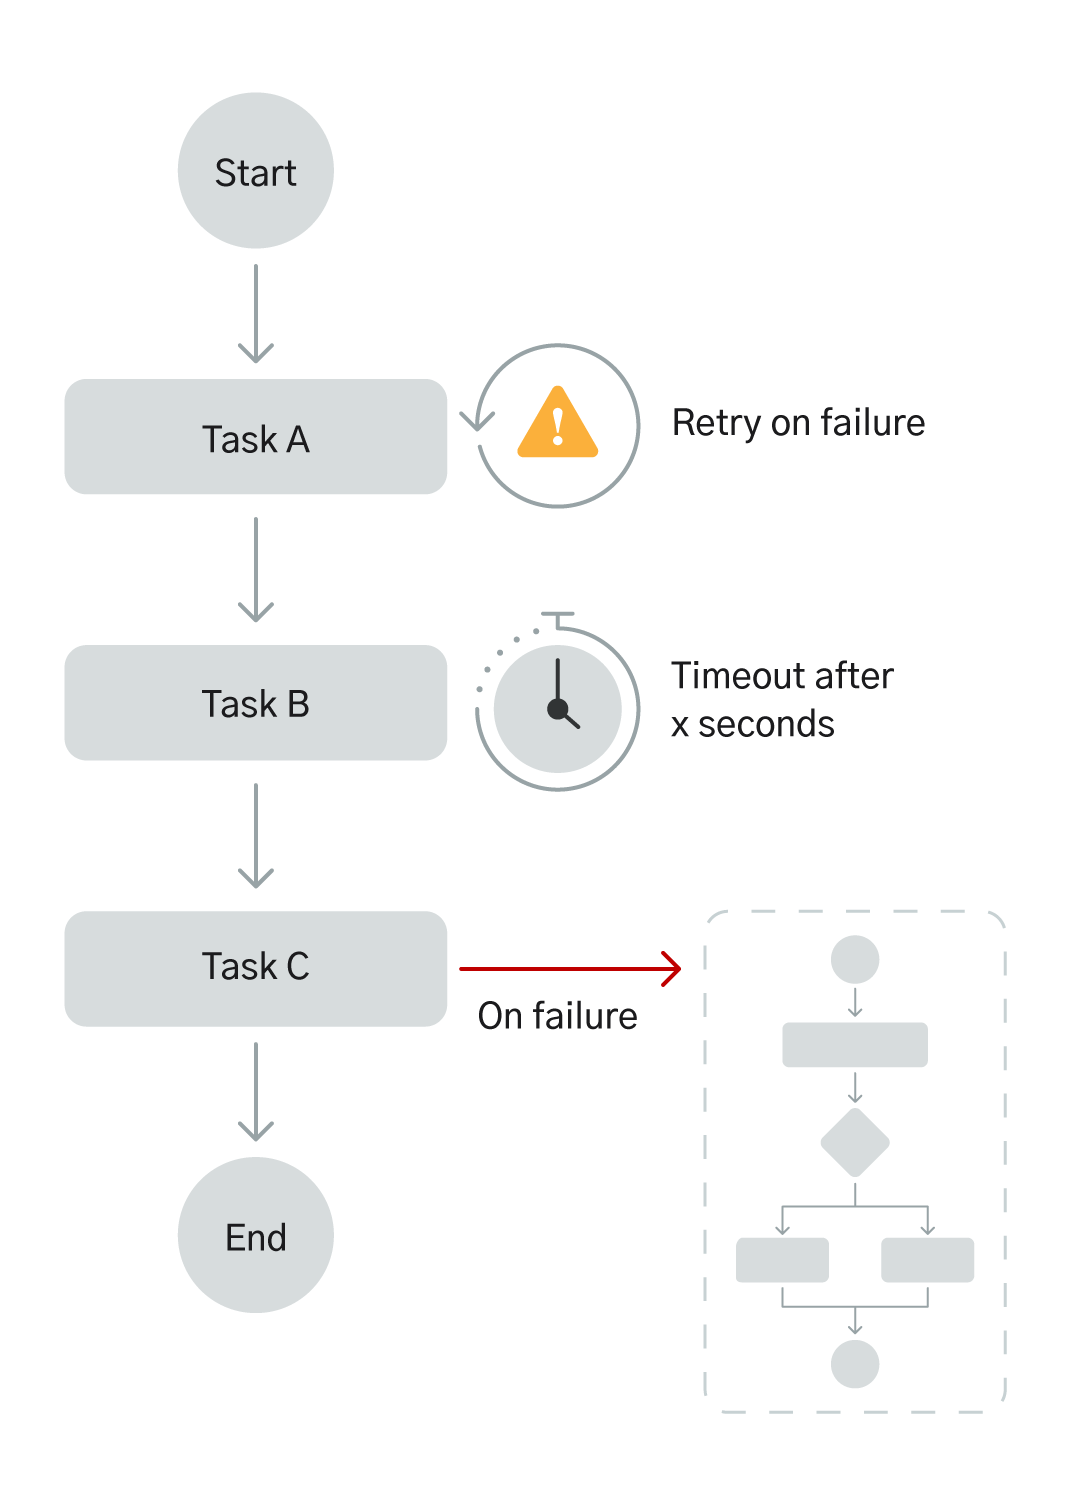 Start
Task A
Retry on failure
Task B
Timeout after
x seconds
Task C
On failure
End